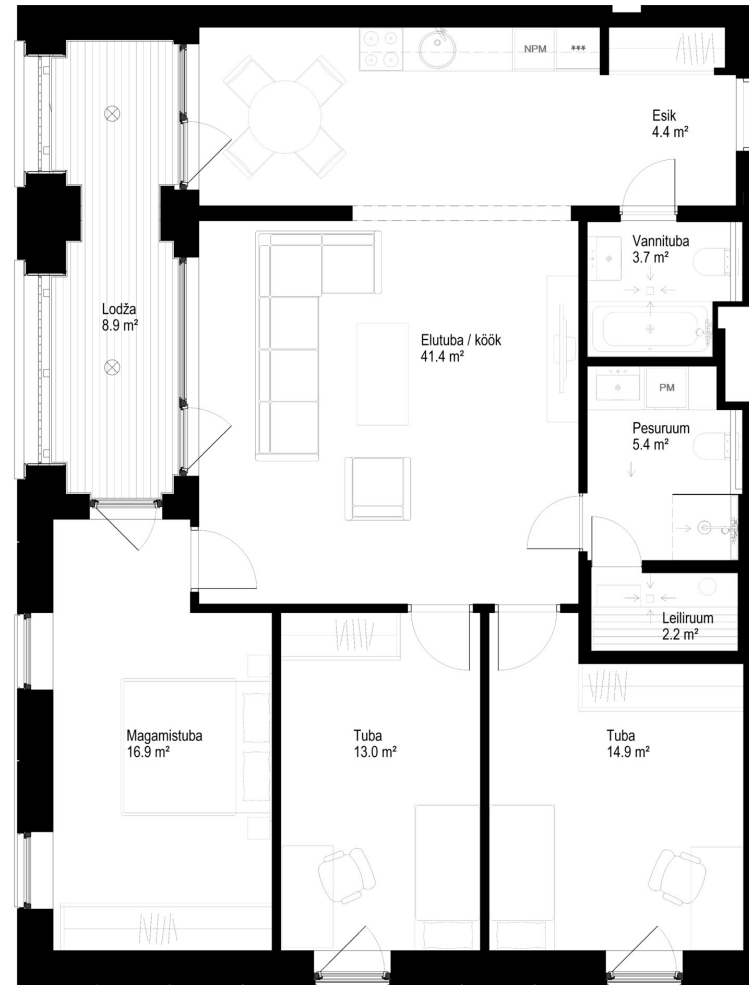 NPM
***
Esik
4.4 m²
Vannituba
3.7 m²
Lodža
8.9 m²
Elutuba / köök
41.4 m²
PM
Pesuruum
5.4 m²
Leiliruum
2.2 m²
Magamistuba
16.9 m²
Tuba
13.0 m²
Tuba
14.9 m²